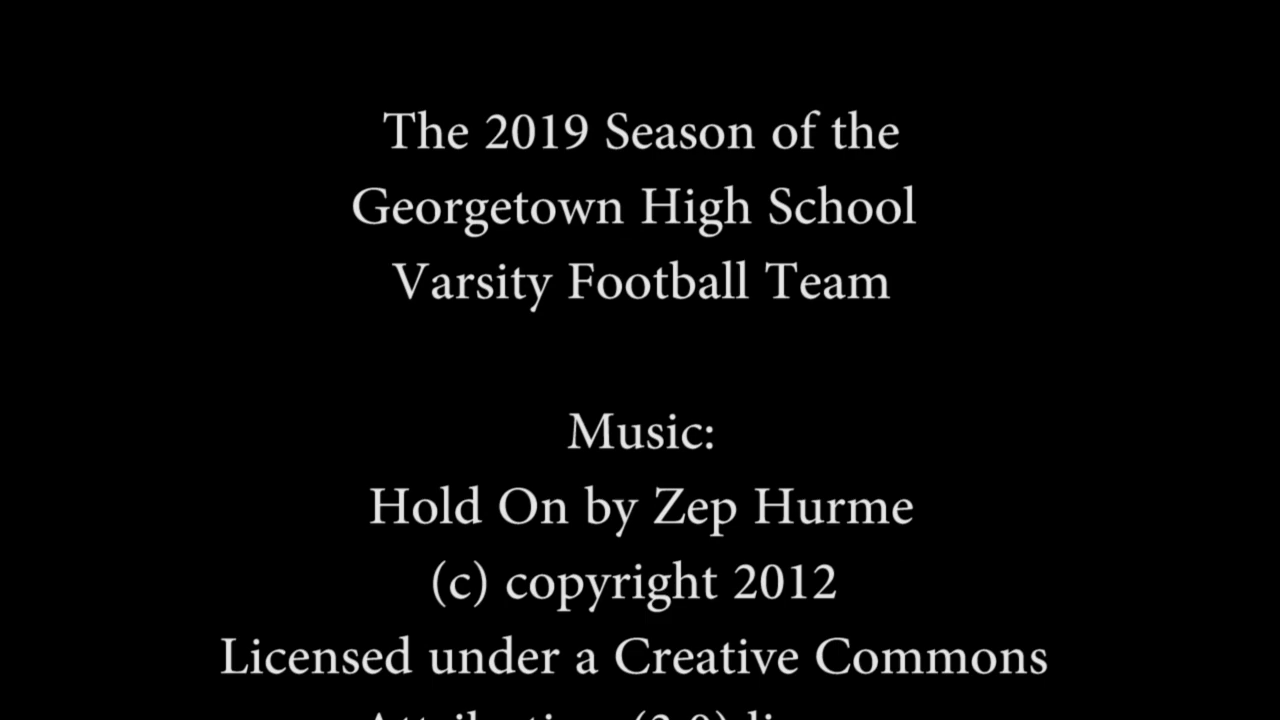 The 2019 Season of the
Georgetown High School
Varsity Football Team
Music:
Hold On by Zep Hurme
(c) copyright 2012
Licensed under a Creative Commons